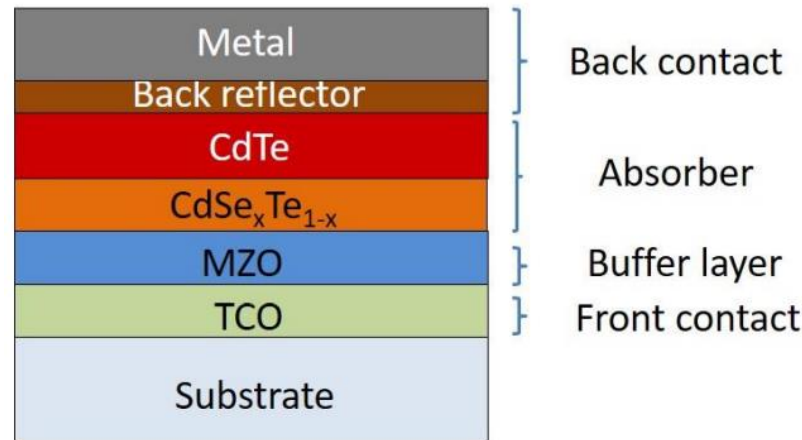 Metal
Back reflector
Back contact
CdTe
CdSeₓTe₁₋ₓ
Absorber
MZO
Buffer layer
TCO
Front contact
Substrate